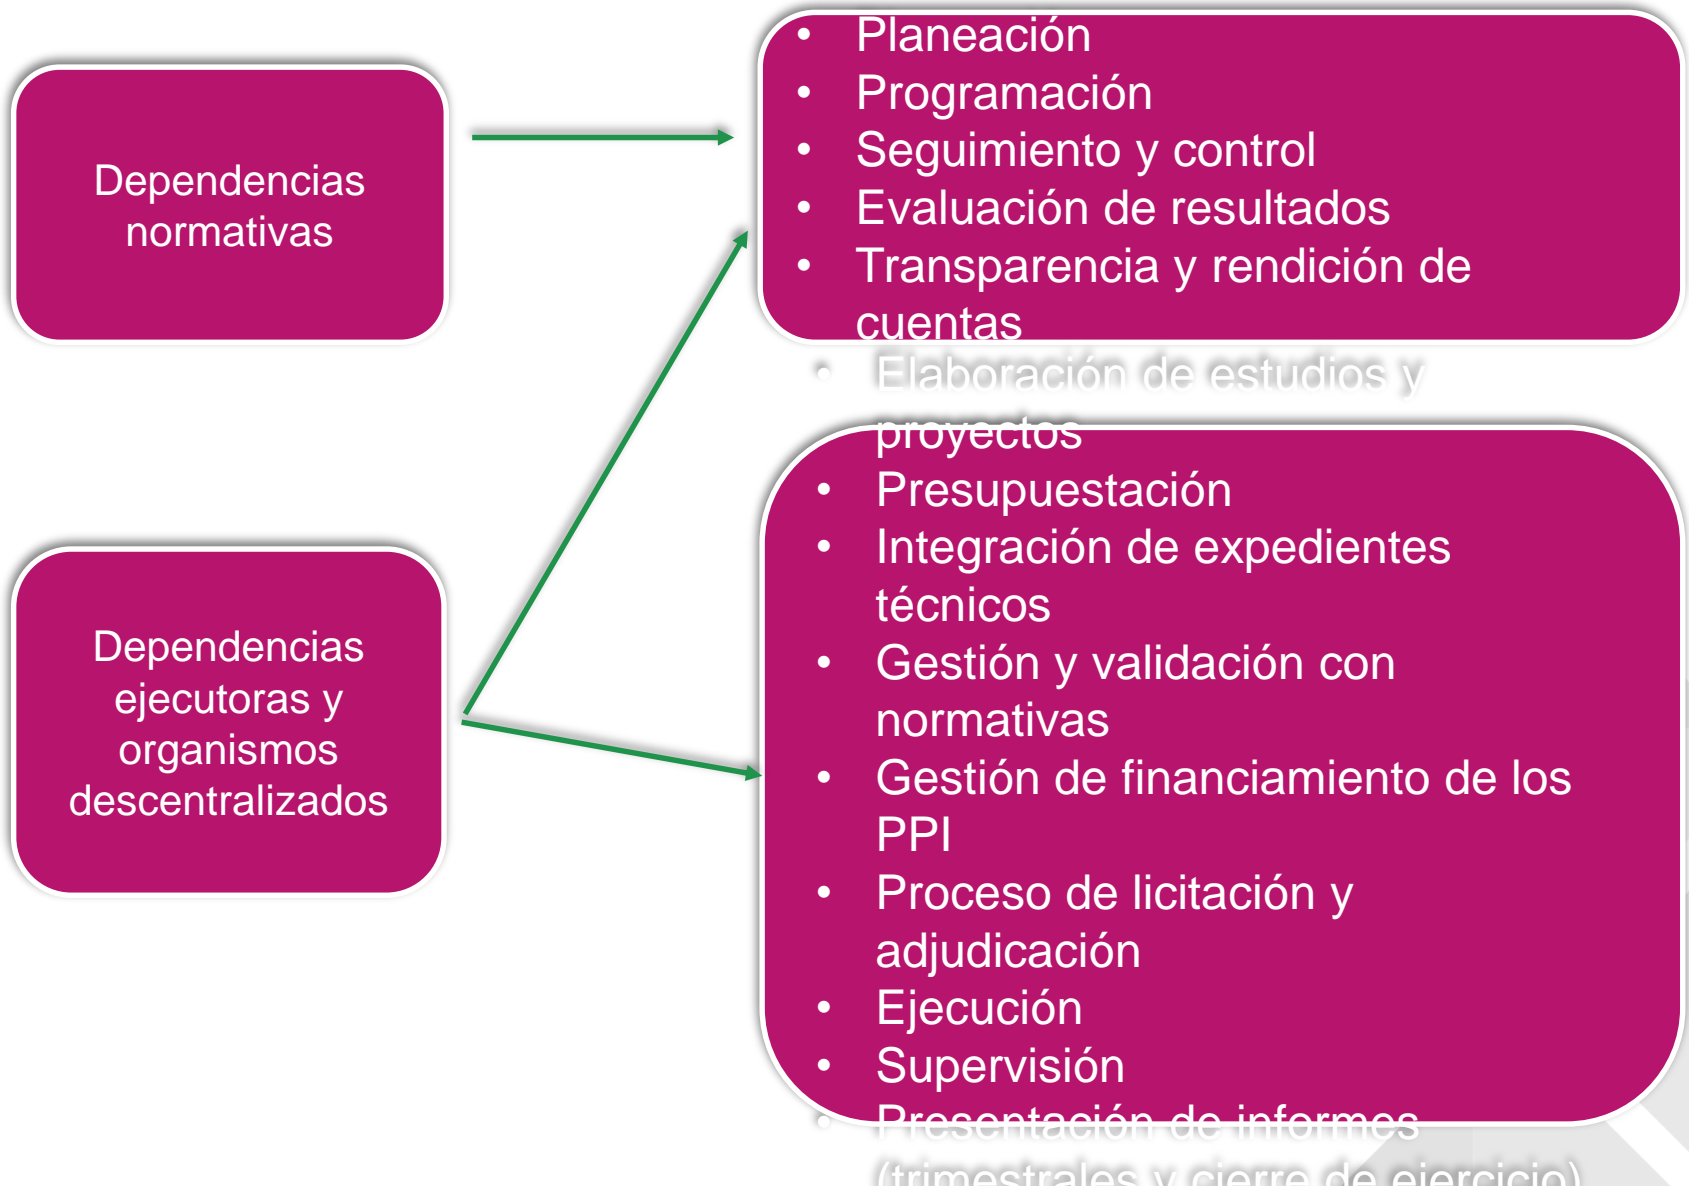 Dependencias
normativas
• Planeación
• Programación
• Seguimiento y control
• Evaluación de resultados
• Transparencia y rendición de
cuentas
Dependencias
ejecutoras y
organismos
descentralizados
• Elaboración de estudios y
proyectos
• Presupuestación
• Integración de expedientes
técnicos
• Gestión y validación con
normativas
• Gestión de financiamiento de los
PPI
• Proceso de licitación y
adjudicación
• Ejecución
• Supervisión
• Presentación de informes
(trimestrales y cierre de ejercicio)